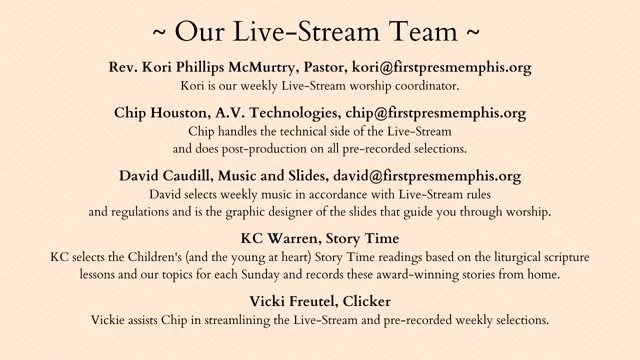 ~ Our Live-Stream Team ~
Rev. Kori Phillips McMurtry, Pastor, kori@firstpresmemphis.org
Kori is our weekly Live-Stream worship coordinator.
Chip Houston, A.V. Technologies, chip@firstpresmemphis.org
Chip handles the technical side of the Live-Stream
and does post-production on all pre-recorded selections.
David Caudill, Music and Slides, david@firstpresmemphis.org
David selects weekly music in accordance with Live-Stream rules
and regulations and is the graphic designer of the slides that guide you through worship.
KC Warren, Story Time
KC selects the Children's (and the young at heart) Story Time readings based on the liturgical scripture
lessons and our topics for each Sunday and records these award-winning stories from home.
Vicki Freutel, Clicker
Vickie assists Chip in streamlining the Live-Stream and pre-recorded weekly selections.